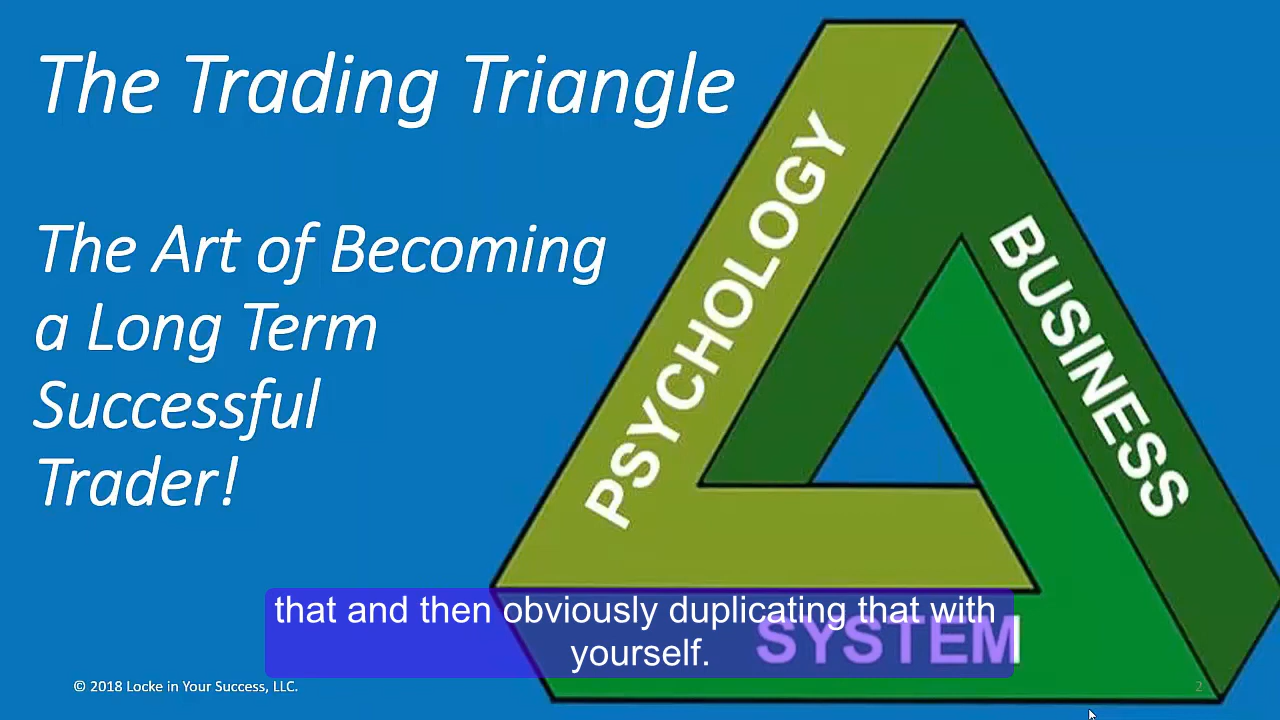 The Trading Triangle
The Art of Becoming
a Long Term
Successful
Trader!
PSYCHOLOGY
BUSINESS
SYSTEM
that and then obviously duplicating that with
yourself.
© 2018 Locke in Your Success, LLC.
2